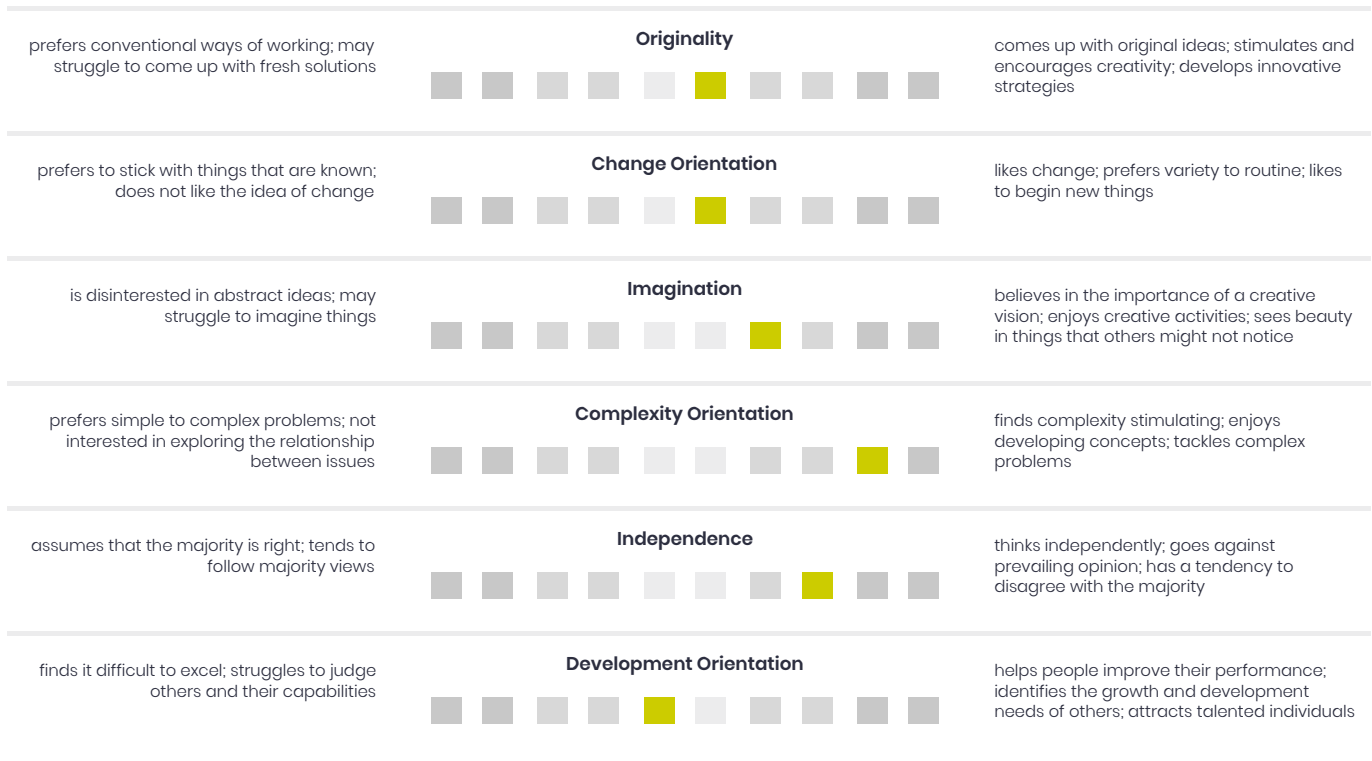 Originality
prefers conventional ways of working; may
struggle to come up with fresh solutions
comes up with original ideas; stimulates and
encourages creativity; develops innovative
strategies
Change Orientation
prefers to stick with things that are known;
does not like the idea of change
likes change; prefers variety to routine; likes
to begin new things
Imagination
is disinterested in abstract ideas; may
struggle to imagine things
believes in the importance of a creative
vision; enjoys creative activities; sees beauty
in things that others might not notice
Complexity Orientation
prefers simple to complex problems; not
interested in exploring the relationship
between issues
finds complexity stimulating; enjoys
developing concepts; tackles complex
problems
Independence
assumes that the majority is right; tends to
follow majority views
thinks independently; goes against
prevailing opinion; has a tendency to
disagree with the majority
Development Orientation
finds it difficult to excel; struggles to judge
others and their capabilities
helps people improve their performance;
identifies the growth and development
needs of others; attracts talented individuals